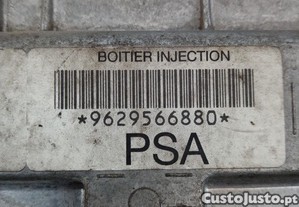 BOITIER INJECTION
*9629566880*
PSA
CustoJusto.pt